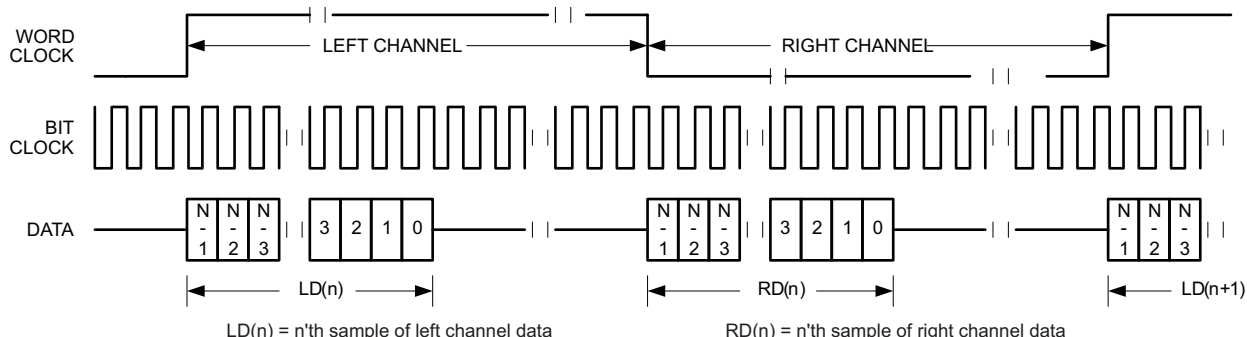 WORD
CLOCK
LEFT CHANNEL
RIGHT CHANNEL
BIT
CLOCK
DATA
N-1 N-2 N-3 3 2 1 0 N-1 N-2 N-3 3 2 1 0 N-1 N-2 N-3
LD(n) RD(n) LD(n+1)
LD(n) = n'th sample of left channel data RD(n) = n'th sample of right channel data